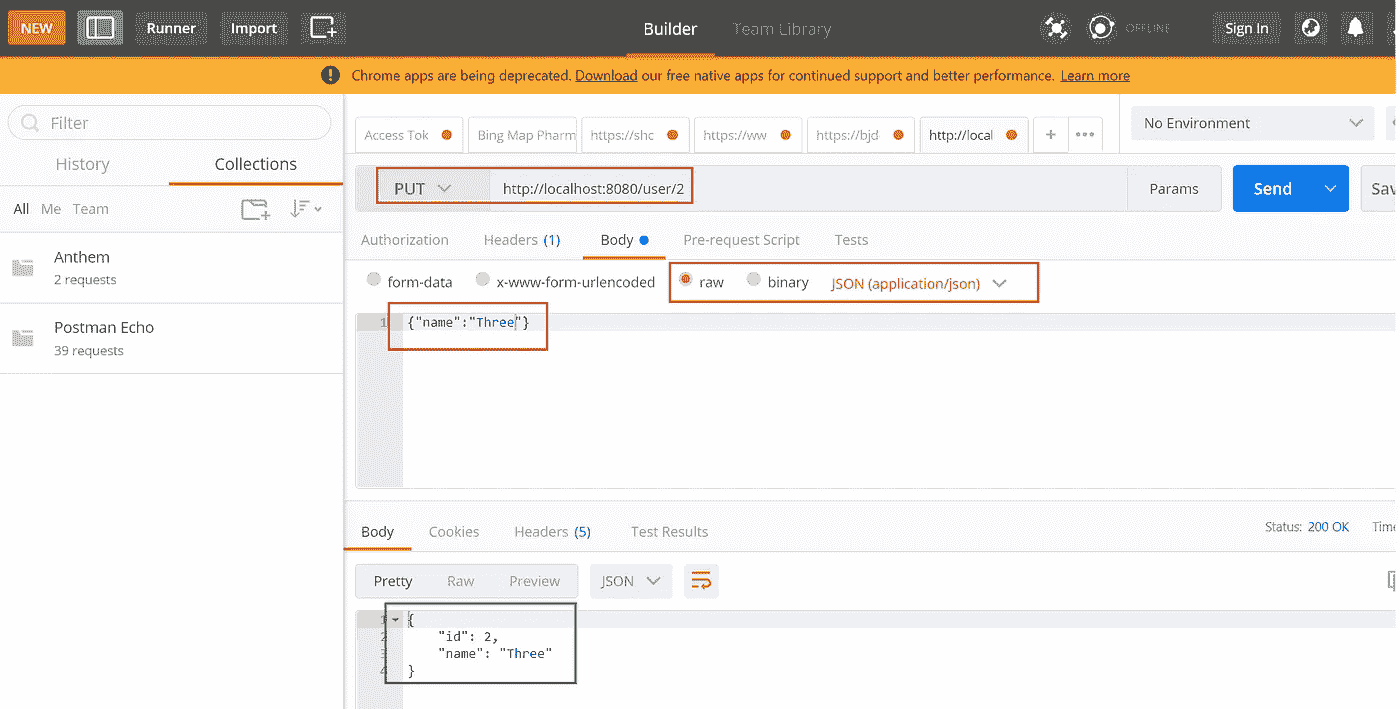 NEW Runner Import Builder Team Library OFFLINE Sign In
! Chrome apps are being deprecated. Download our free native apps for continued support and better performance. Learn more
Filter
History Collections
All Me Team
Anthem
2 requests
Postman Echo
39 requests
Access Tok Bing Map Pharm https://shc https://ww https://bjd http://local + ••• No Environment
PUT http://localhost:8080/user/2 Params Send Sav
Authorization Headers (1) Body Pre-request Script Tests
form-data x-www-form-urlencoded raw binary JSON (application/json)
1 {"name":"Three"}
Body Cookies Headers (5) Test Results Status: 200 OK Time
Pretty Raw Preview JSON
1 {
2 "id": 2,
3 "name": "Three"
4 }